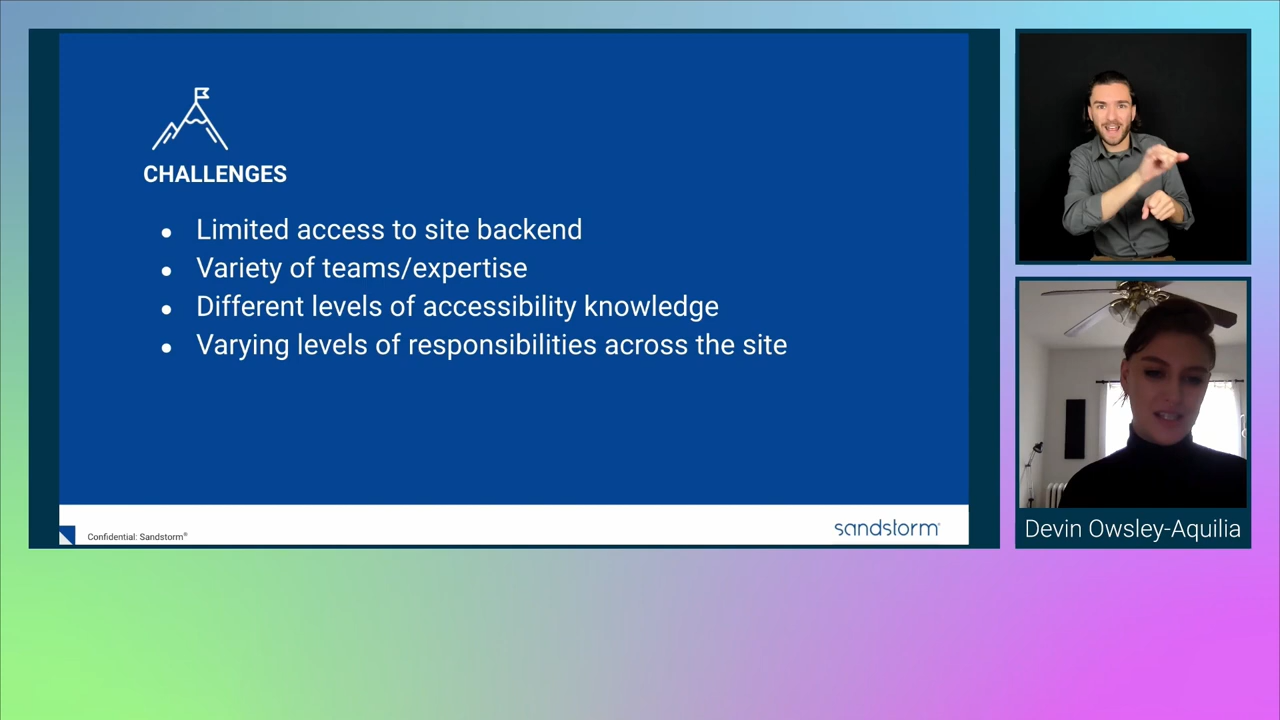 CHALLENGES
● Limited access to site backend
● Variety of teams/expertise
● Different levels of accessibility knowledge
● Varying levels of responsibilities across the site
Confidential: Sandstorm®
sandstorm®
Devin Owsley-Aquilia